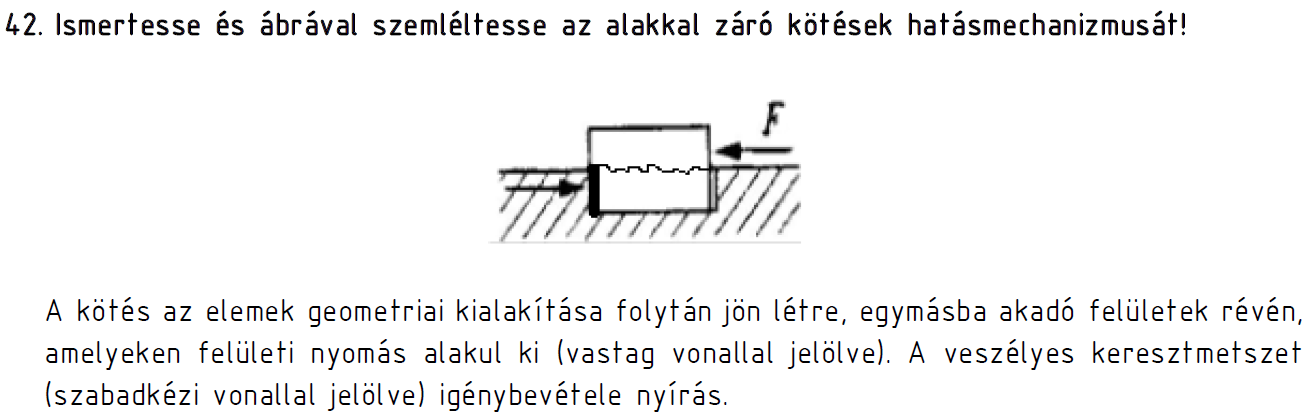 42. Ismertesse és ábrával szemléltesse az alakkal záró kötések hatásmechanizmusát!
F
A kötés az elemek geometriai kialakítása folytán jön létre, egymásba akadó felületek révén,
amelyeken felületi nyomás alakul ki (vastag vonallal jelölve). A veszélyes keresztmetszet
(szabadkézi vonallal jelölve) igénybevétele nyírás.